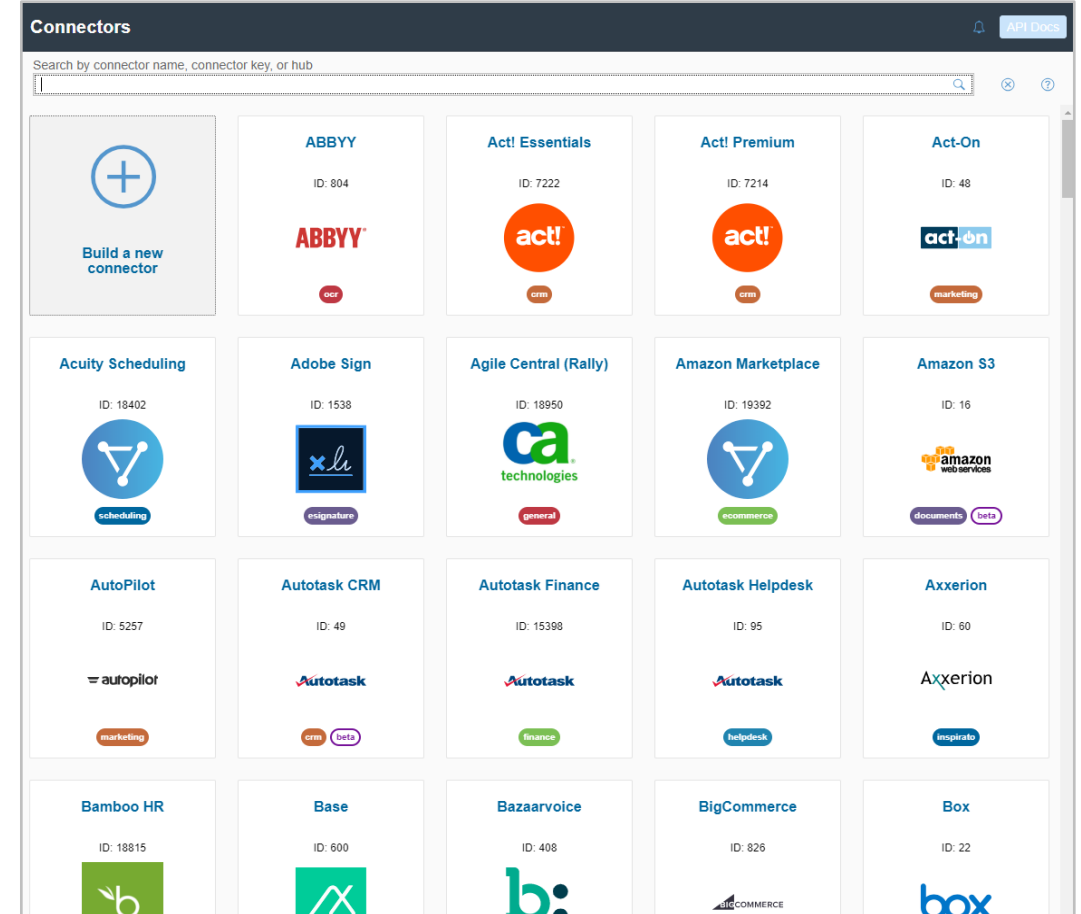 Connectors
API Docs
Search by connector name, connector key, or hub
Build a new
connector
ABBYY
ID: 804
ABBYY
ocr
Act! Essentials
ID: 7222
act!
crm
Act! Premium
ID: 7214
act!
crm
Act-On
ID: 48
act-on
marketing
Acuity Scheduling
ID: 18402
scheduling
Adobe Sign
ID: 1538
esignature
Agile Central (Rally)
ID: 18950
ca
technologies
general
Amazon Marketplace
ID: 19392
ecommerce
Amazon S3
ID: 16
amazon
web services
documents beta
AutoPilot
ID: 5257
autopilot
marketing
Autotask CRM
ID: 49
Autotask
crm beta
Autotask Finance
ID: 15398
Autotask
finance
Autotask Helpdesk
ID: 95
Autotask
helpdesk
Axxerion
ID: 60
Axxerion
inspirato
Bamboo HR
ID: 18815
b
Base
ID: 600
Bazaarvoice
ID: 408
b:
BigCommerce
ID: 826
BIGCOMMERCE
Box
ID: 22
box